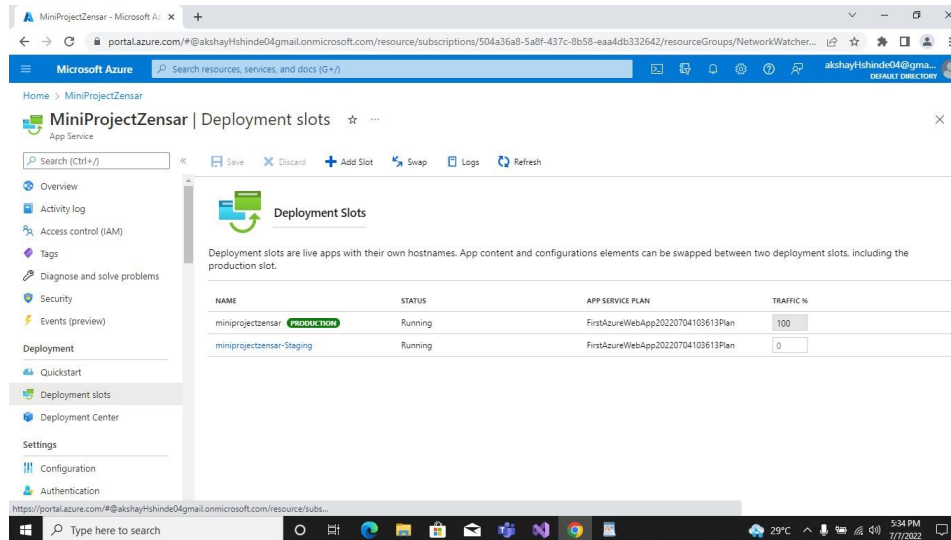 MiniProjectZensar - Microsoft Az
portal.azure.com/#@akshayHshinde04gmail.onmicrosoft.com/resource/subscriptions/504a36a8-5a8f-437c-8b58-eaa4db332642/resourceGroups/NetworkWatcher...
Microsoft Azure
Search resources, services, and docs (G+/)
akshayHshinde04@gma...
DEFAULT DIRECTORY
Home > MiniProjectZensar
MiniProjectZensar | Deployment slots
App Service
Search (Ctrl+/)
Save Discard Add Slot Swap Logs Refresh
Overview
Activity log
Access control (IAM)
Tags
Diagnose and solve problems
Security
Events (preview)
Deployment
Quickstart
Deployment slots
Deployment Center
Settings
Configuration
Authentication
Deployment Slots
Deployment slots are live apps with their own hostnames. App content and configurations elements can be swapped between two deployment slots, including the
production slot.
NAME STATUS APP SERVICE PLAN TRAFFIC %
miniprojectzensar PRODUCTION Running FirstAzureWebApp20220704103613Plan 100
miniprojectzensar-Staging Running FirstAzureWebApp20220704103613Plan 0
https://portal.azure.com/#@akshayHshinde04gmail.onmicrosoft.com/resource/subs...
Type here to search
29°C
5:34 PM
7/7/2022